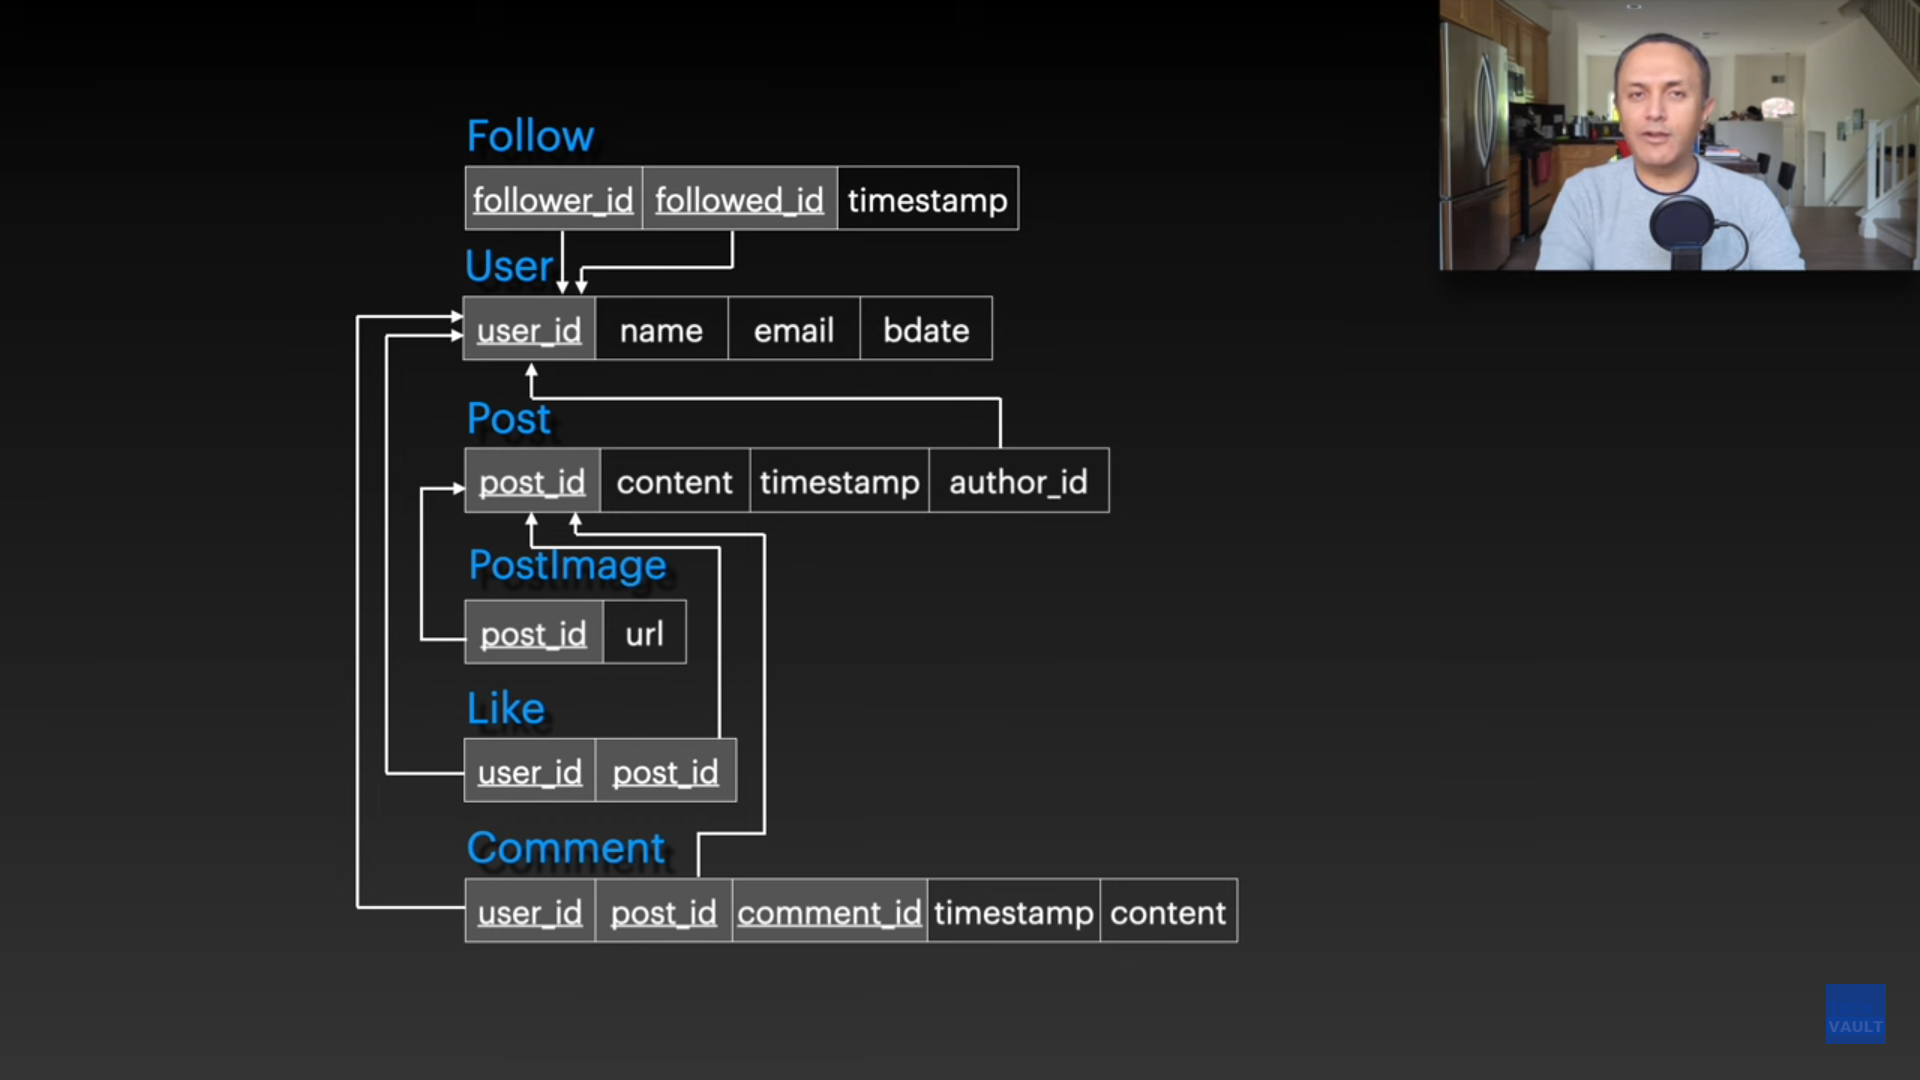 Follow
follower_id followed_id timestamp
User
user_id name email bdate
Post
post_id content timestamp author_id
PostImage
post_id url
Like
user_id post_id
Comment
user_id post_id comment_id timestamp content
VAULT